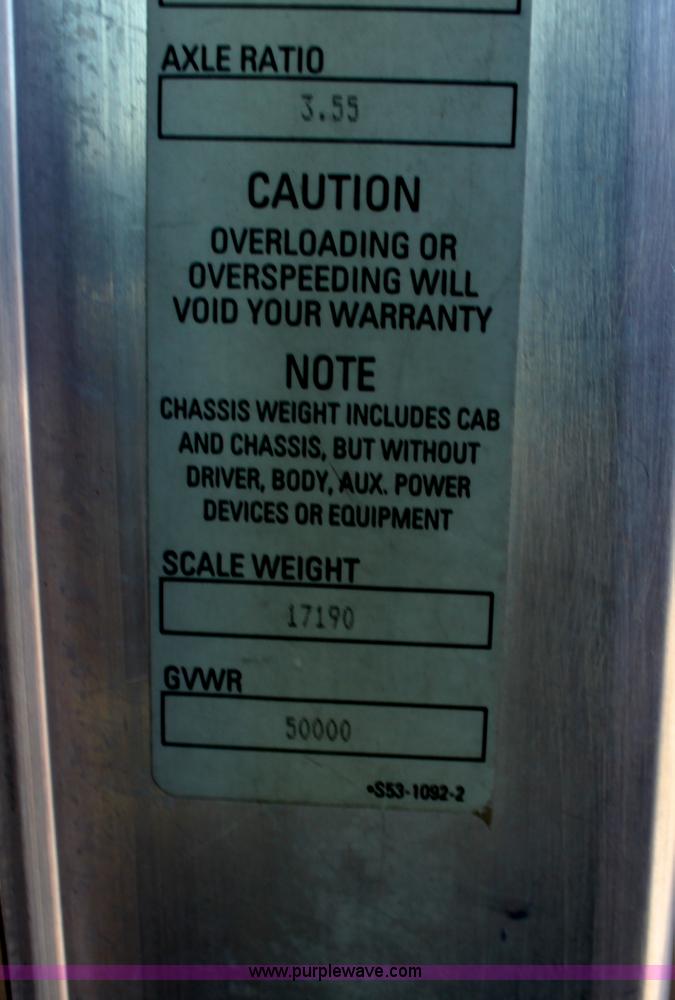 AXLE RATIO
3.55
CAUTION
OVERLOADING OR
OVERSPEEDING WILL
VOID YOUR WARRANTY
NOTE
CHASSIS WEIGHT INCLUDES CAB
AND CHASSIS, BUT WITHOUT
DRIVER, BODY, AUX. POWER
DEVICES OR EQUIPMENT
SCALE WEIGHT
17190
GVWR
50000
•S53-1092-2
www.purplewave.com